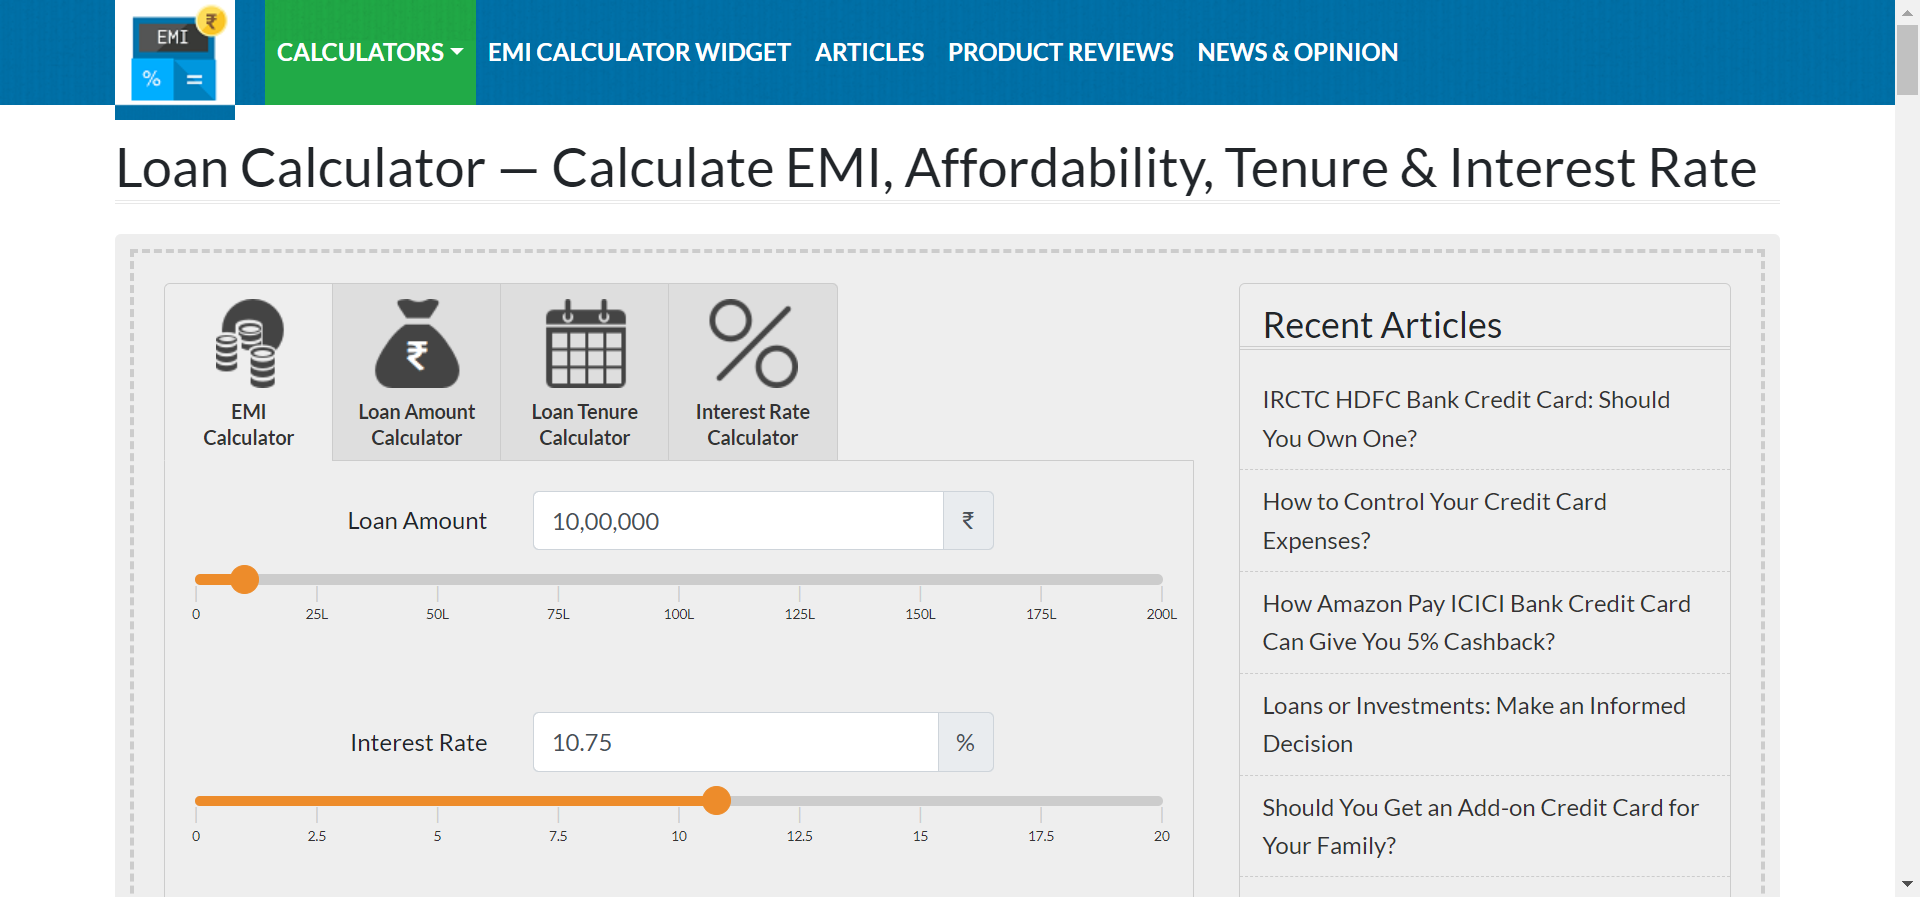 EMI
₹
%
=
CALCULATORS
EMI CALCULATOR WIDGET
ARTICLES
PRODUCT REVIEWS
NEWS & OPINION
Loan Calculator — Calculate EMI, Affordability, Tenure & Interest Rate
EMI
Calculator
₹
Loan Amount
Calculator
Loan Tenure
Calculator
Interest Rate
Calculator
Loan Amount
10,00,000
₹
0 25L 50L 75L 100L 125L 150L 175L 200L
Interest Rate
10.75
%
0 2.5 5 7.5 10 12.5 15 17.5 20
Recent Articles
IRCTC HDFC Bank Credit Card: Should
You Own One?
How to Control Your Credit Card
Expenses?
How Amazon Pay ICICI Bank Credit Card
Can Give You 5% Cashback?
Loans or Investments: Make an Informed
Decision
Should You Get an Add-on Credit Card for
Your Family?